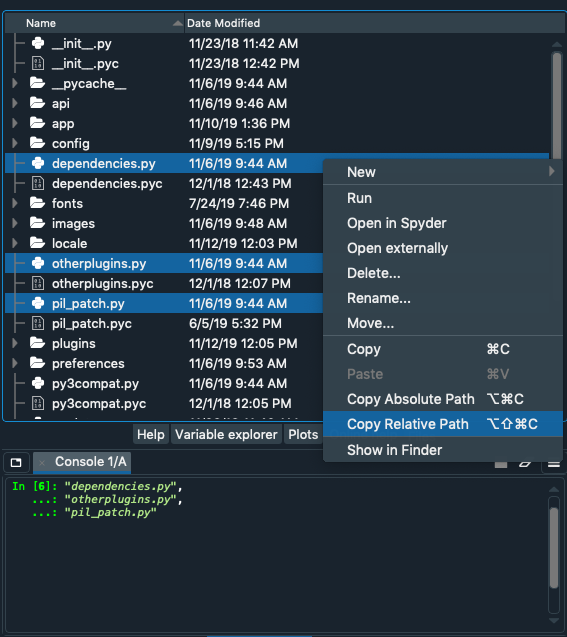 Name Date Modified
__init__.py 11/23/18 11:42 AM
__init__.pyc 11/23/18 12:42 PM
__pycache__ 11/6/19 9:44 AM
api 11/6/19 9:46 AM
app 11/10/19 1:36 PM
config 11/9/19 5:15 PM
dependencies.py 11/6/19 9:44 AM
dependencies.pyc 12/1/18 12:43 PM
fonts 7/24/19 7:46 PM
images 11/6/19 9:48 AM
locale 11/12/19 12:03 PM
otherplugins.py 11/6/19 9:44 AM
otherplugins.pyc 12/1/18 12:07 PM
pil_patch.py 11/6/19 9:44 AM
pil_patch.pyc 6/5/19 5:32 PM
plugins 11/12/19 12:05 PM
preferences 11/6/19 9:53 AM
py3compat.py 11/6/19 9:44 AM
py3compat.pyc 12/1/18 12:05 PM
New
Run
Open in Spyder
Open externally
Delete...
Rename...
Move...
Copy ⌘C
Paste ⌘V
Copy Absolute Path ⌥⌘C
Copy Relative Path ⌥⇧⌘C
Show in Finder
Help Variable explorer Plots
Console 1/A
In [6]: "dependencies.py",
...: "otherplugins.py",
...: "pil_patch.py"